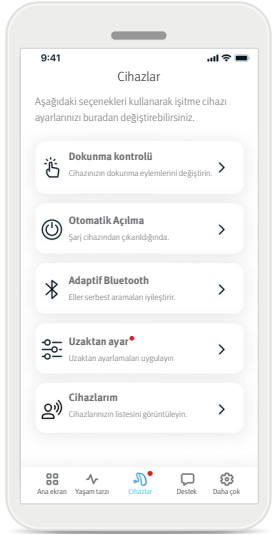 9:41
Cihazlar
Aşağıdaki seçenekleri kullanarak işitme cihazı
ayarlarınızı buradan değiştirebilirsiniz.
Dokunma kontrolü
Cihazınızın dokunma eylemlerini değiştirin.
Otomatik Açılma
Şarj cihazından çıkarıldığında.
Adaptif Bluetooth
Eller serbest aramaları iyileştirir.
Uzaktan ayar
Uzaktan ayarlamaları uygulayın
Cihazlarım
Cihazlarınızın listesini görüntüleyin.
Ana ekran Yaşam tarzı Cihazlar Destek Daha çok